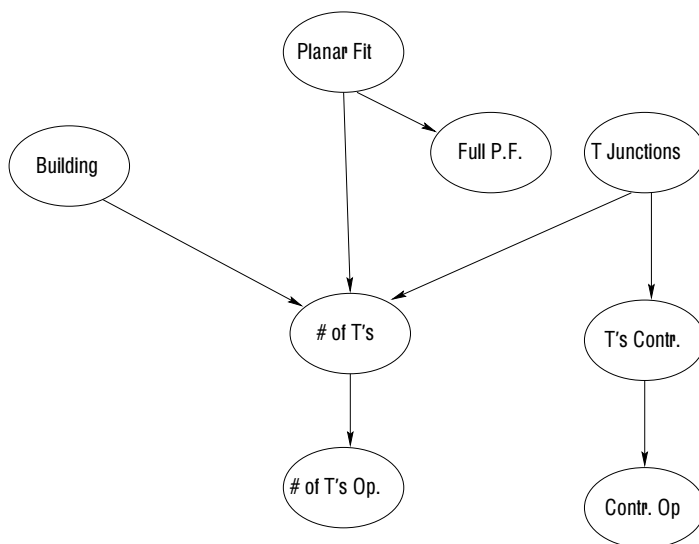 Planar Fit
Full P.F.
T Junctions
Building
# of T's
T's Contr.
# of T's Op.
Contr. Op